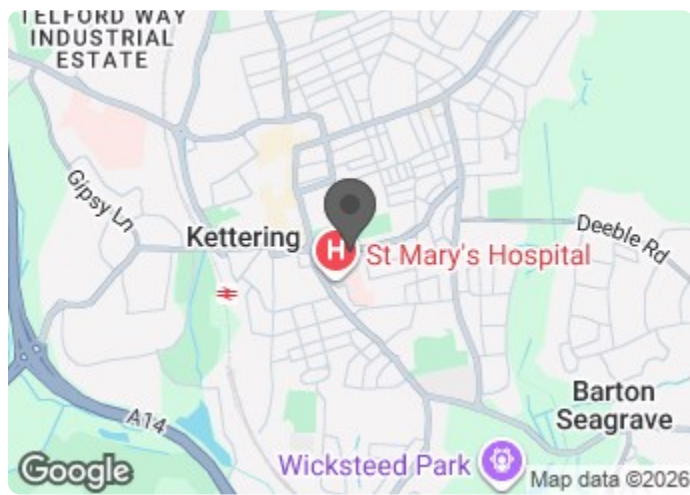 TELFORD WAY
INDUSTRIAL
ESTATE
Gipsy Ln
Kettering
H
St Mary's Hospital
Deeble Rd
Barton
Seagrave
A14
Wicksteed Park
Google
Map data ©2026